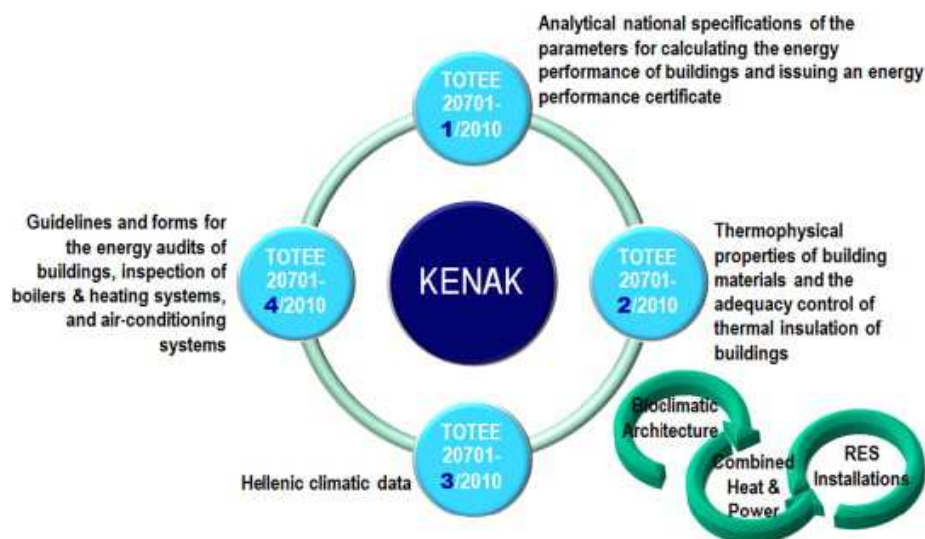 Analytical national specifications of the
parameters for calculating the energy
performance of buildings and issuing an energy
performance certificate
TOTEE
20701-
1/2010
Guidelines and forms for
the energy audits of
buildings, inspection of
boilers & heating systems,
and air-conditioning
systems
TOTEE
20701-
4/2010
KENAK
TOTEE
20701-
2/2010
Thermophysical
properties of building
materials and the
adequacy control of
thermal insulation of
buildings
Hellenic climatic data
TOTEE
20701-
3/2010
Bioclimatic
Architecture
Combined
Heat &
Power
RES
Installations